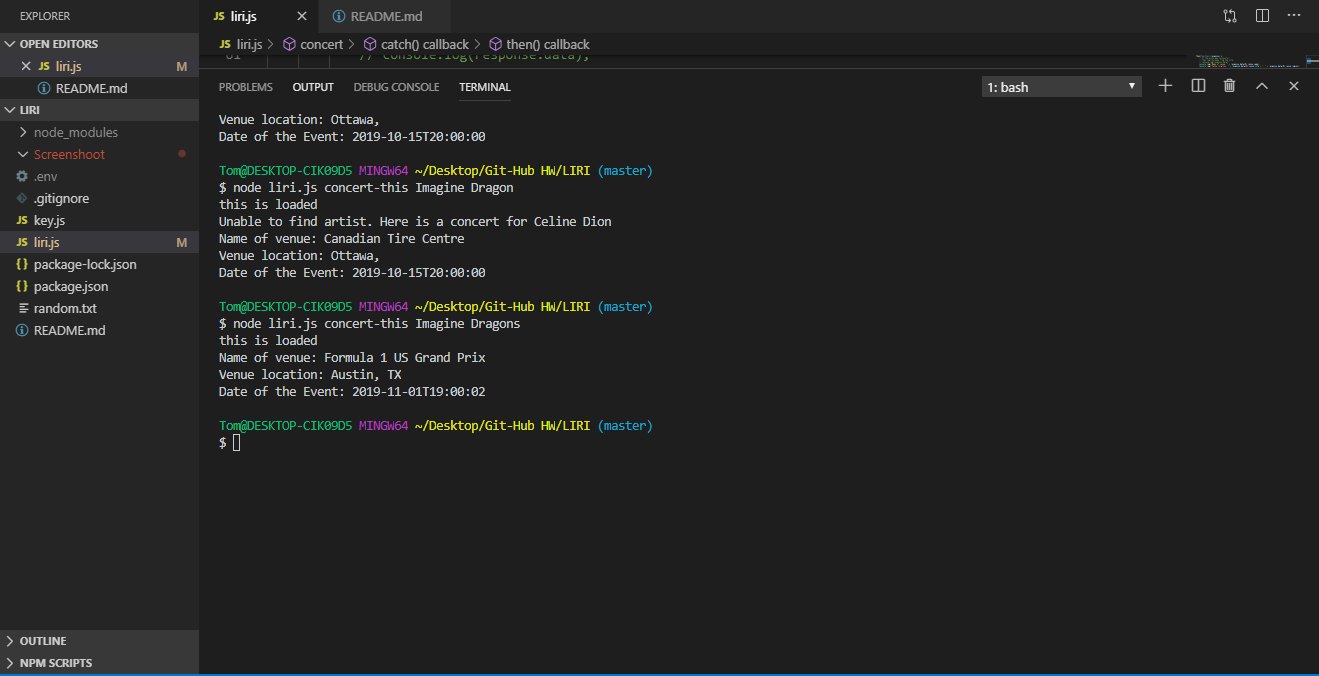 EXPLORER
JS liri.js
README.md
OPEN EDITORS
JS liri.js > concert > catch() callback > then() callback
JS liri.js M
61 // console.log(response.data);
README.md
PROBLEMS OUTPUT DEBUG CONSOLE TERMINAL 1: bash
LIRI
node_modules
Screenshoot
.env
.gitignore
JS key.js
JS liri.js M
{} package-lock.json
{} package.json
random.txt
README.md
Venue location: Ottawa,
Date of the Event: 2019-10-15T20:00:00
Tom@DESKTOP-CIK09D5 MINGW64 ~/Desktop/Git-Hub HW/LIRI (master)
$ node liri.js concert-this Imagine Dragon
this is loaded
Unable to find artist. Here is a concert for Celine Dion
Name of venue: Canadian Tire Centre
Venue location: Ottawa,
Date of the Event: 2019-10-15T20:00:00
Tom@DESKTOP-CIK09D5 MINGW64 ~/Desktop/Git-Hub HW/LIRI (master)
$ node liri.js concert-this Imagine Dragons
this is loaded
Name of venue: Formula 1 US Grand Prix
Venue location: Austin, TX
Date of the Event: 2019-11-01T19:00:02
Tom@DESKTOP-CIK09D5 MINGW64 ~/Desktop/Git-Hub HW/LIRI (master)
$
OUTLINE
NPM SCRIPTS